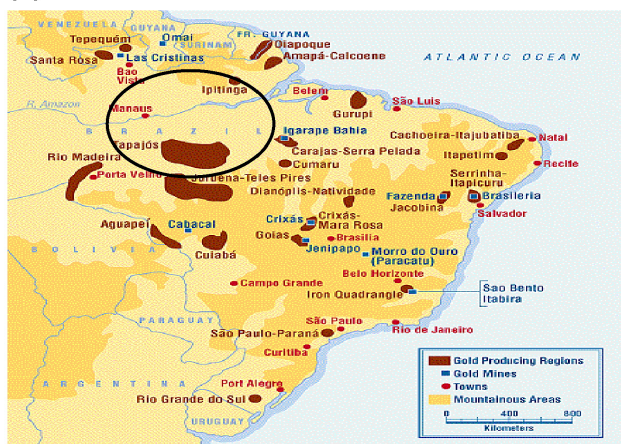 VENEZUELA
GUYANA
SURINAM
FR. GUYANA
Tepequém
Omai
Oiapoque
Santa Rosa
Las Cristinas
Amapá-Calcoene
ATLANTIC OCEAN
Bao
Vista
Ipitinga
Belem
R. Amazon
Manaus
Gurupi
São Luis
BRAZIL
Igarape Bahia
Cachoeira-Itajubatiba
Natal
Tapajós
Carajas-Serra Pelada
Rio Madeira
Cumaru
Itapetim
Recife
Porta Velho
Juruena-Teles Pires
Serrinha-
Itapicuru
Dianóplis-Natividade
Fazenda
Brasileria
Jacobina
Salvador
Aguapeí
Cabacal
Crixás
Crixás-
Mara Rosa
Goias
Brasilia
BOLIVIA
Cuiabá
Jenipapo
Morro do Ouro
(Paracatu)
Belo Horizonte
Campo Grande
Iron Quadrangle
Sao Bento
Itabira
PARAGUAY
São Paulo
São Paulo-Paraná
Rio de Janeiro
Curitiba
ARGENTINA
Port Alegre
Rio Grande do Sul
URUGUAY
Gold Producing Regions
Gold Mines
Towns
Mountainous Areas
0 400 800
Kilometers